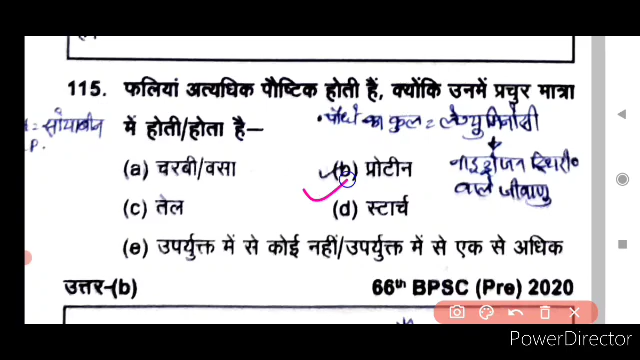 115. फलियां अत्यधिक पौष्टिक होती हैं, क्योंकि उनमें प्रचुर मात्रा
= सोयाबीन
में होती/होता है–
पौधों का कुल = लेग्युमिनोसी
P.
(a) चरबी/वसा
(b) प्रोटीन
नाइट्रोजन स्थिरी०
वाले जीवाणु
(c) तेल
(d) स्टार्च
(e) उपर्युक्त में से कोई नहीं/उपर्युक्त में से एक से अधिक
उत्तर-(b)
66th BPSC (Pre) 2020
PowerDirector